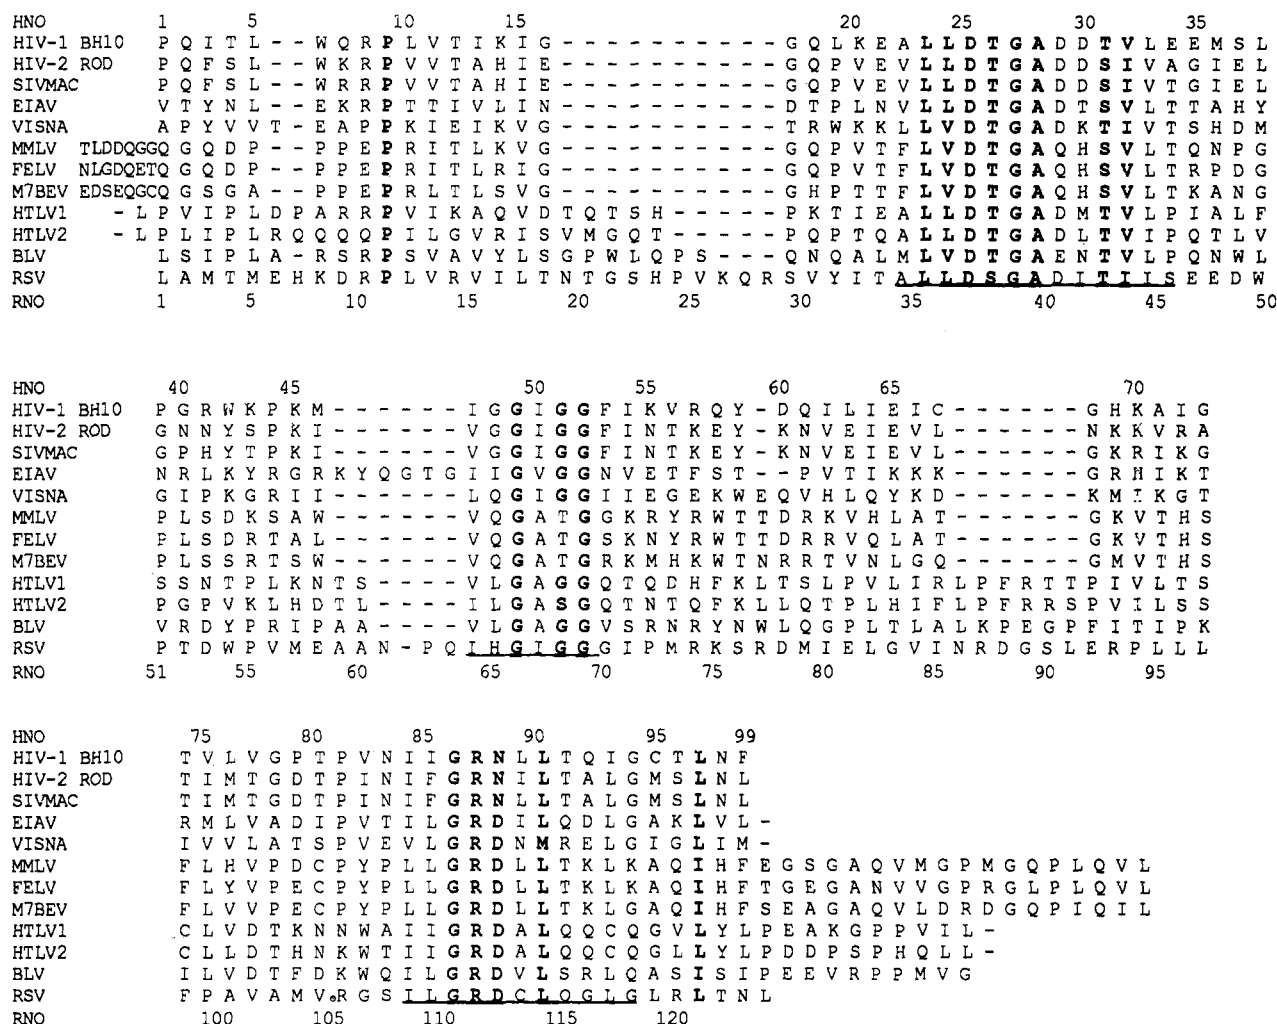 HNO 1 5 10 15 20 25 30 35
HIV-1 BH10 P Q I T L - - W Q R P L V T I K I G - - - - - - - - - - G Q L K E A L L D T G A D D T V L E E M S L
HIV-2 ROD P Q F S L - - W K R P V V T A H I E - - - - - - - - - - G Q P V E V L L D T G A D D S I V A G I E L
SIVMAC P Q F S L - - W R R P V V T A H I E - - - - - - - - - - G Q P V E V L L D T G A D D S I V T G I E L
EIAV V T Y N L - - E K R P T T I V L I N - - - - - - - - - - D T P L N V L L D T G A D T S V L T T A H Y
VISNA A P Y V V T - E A P P K I E I K V G - - - - - - - - - - T R W K K L L V D T G A D K T I V T S H D M
MMLV TLDDQGGQ G Q D P - - P P E P R I T L K V G - - - - - - - - - - G Q P V T F L V D T G A Q H S V L T Q N P G
FELV NLGDQETQ G Q D P - - P P E P R I T L R I G - - - - - - - - - - G Q P V T F L V D T G A Q H S V L T R P D G
M7BEV EDSEQGCQ G S G A - - P P E P R L T L S V G - - - - - - - - - - G H P T T F L V D T G A Q H S V L T K A N G
HTLV1 - L P V I P L D P A R R P V I K A Q V D T Q T S H - - - - - P K T I E A L L D T G A D M T V L P I A L F
HTLV2 - L P L I P L R Q Q Q Q P I L G V R I S V M G Q T - - - - - P Q P T Q A L L D T G A D L T V I P Q T L V
BLV L S I P L A - R S R P S V A V Y L S G P W L Q P S - - - - Q N Q A L M L V D T G A E N T V L P Q N W L
RSV L A M T M E H K D R P L V R V I L T N T G S H P V K Q R S V Y I T A L L D S G A D I T I I S E E D W
RNO 1 5 10 15 20 25 30 35 40 45 50
HNO 40 45 50 55 60 65 70
HIV-1 BH10 P G R W K P K M - - - - - - I G G I G G F I K V R Q Y - D Q I L I E I C - - - - - - G H K A I G
HIV-2 ROD G N N Y S P K I - - - - - - V G G I G G F I N T K E Y - K N V E I E V L - - - - - - N K K V R A
SIVMAC G P H Y T P K I - - - - - - V G G I G G F I N T K E Y - K N V E I E V L - - - - - - G K R I K G
EIAV N R L K Y R G R K Y Q G T G I I G V G G N V E T F S T - - P V T I K K K - - - - - - G R H I K T
VISNA G I P K G R I I - - - - - - L Q G I G G I I E G E K W E Q V H L Q Y K D - - - - - - K M I K G T
MMLV P L S D K S A W - - - - - - V Q G A T G G K R Y R W T T D R K V H L A T - - - - - - G K V T H S
FELV P L S D R T A L - - - - - - V Q G A T G S K N Y R W T T D R R V Q L A T - - - - - - G K V T H S
M7BEV P L S S R T S W - - - - - - V Q G A T G R K M H K W T N R R T V N L G Q - - - - - - G M V T H S
HTLV1 S S N T P L K N T S - - - - V L G A G G Q T Q D H F K L T S L P V L I R L P F R T T P I V L T S
HTLV2 P G P V K L H D T L - - - - I L G A S G Q T N T Q F K L L Q T P L H I F L P F R R S P V I L S S
BLV V R D Y P R I P A A - - - - V L G A G G V S R N R Y N W L Q G P L T L A L K P E G P F I T I P K
RSV P T D W P V M E A A N - P Q I H G I G G G I P M R K S R D M I E L G V I N R D G S L E R P L L L
RNO 51 55 60 65 70 75 80 85 90 95
HNO 75 80 85 90 95 99
HIV-1 BH10 T V L V G P T P V N I I G R N L L T Q I G C T L N F
HIV-2 ROD T I M T G D T P I N I F G R N I L T A L G M S L N L
SIVMAC T I M T G D T P I N I F G R N L L T A L G M S L N L
EIAV R M L V A D I P V T I L G R D I L Q D L G A K L V L -
VISNA I V V L A T S P V E V L G R D N M R E L G I G L I M -
MMLV F L H V P D C P Y P L L G R D L L T K L K A Q I H F E G S G A Q V M G P M G Q P L Q V L
FELV F L Y V P E C P Y P L L G R D L L T K L K A Q I H F T G E G A N V V G P R G L P L Q V L
M7BEV F L V V P E C P Y P L L G R D L L T K L G A Q I H F S E A G A Q V L D R D G Q P I Q I L
HTLV1 C L V D T K N N W A I I G R D A L Q Q C Q G V L Y L P E A K G P P V I L -
HTLV2 C L L D T H N K W T I I G R D A L Q Q C Q G L L Y L P D D P S P H Q L L -
BLV I L V D T F D K W Q I L G R D V L S R L Q A S I S I P E E V R P P M V G
RSV F P A V A M V R G S I L G R D C L Q G L G L R L T N L
RNO 100 105 110 115 120